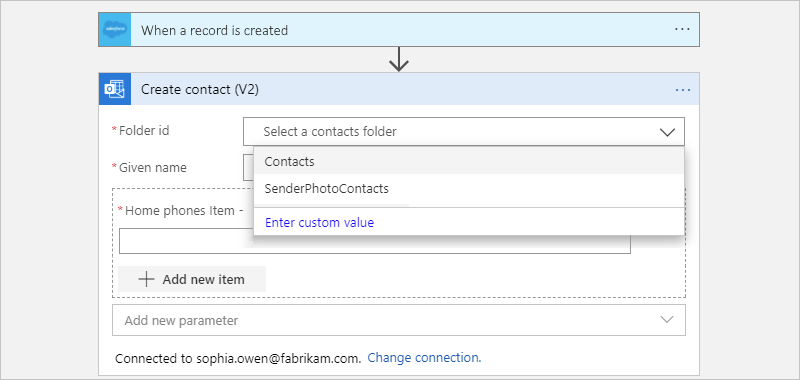 salesforce
When a record is created
Create contact (V2)
* Folder id
Select a contacts folder
* Given name
Contacts
SenderPhotoContacts
Enter custom value
* Home phones Item -
Add new item
Add new parameter
Connected to sophia.owen@fabrikam.com. Change connection.